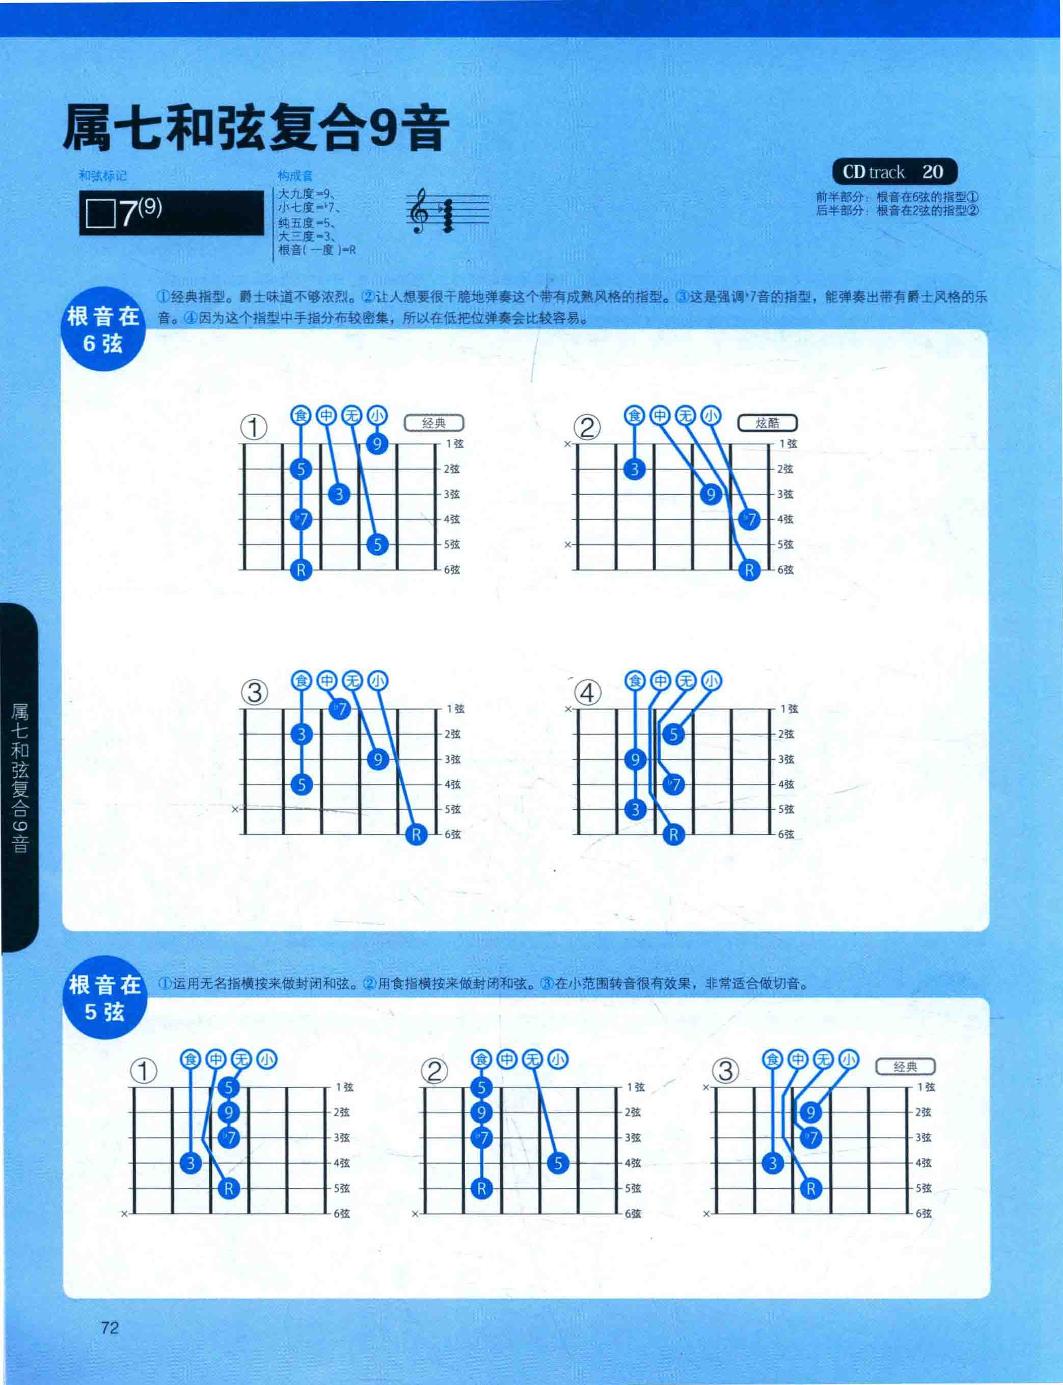 属七和弦复合9音
和弦标记
□7(9)
构成音
大九度=9、
小七度=♭7、
纯五度=5、
大三度=3、
根音(一度)=R
CD track 20
前半部分：根音在6弦的指型①
后半部分：根音在2弦的指型②
根音在
6弦
①经典指型。爵士味道不够浓烈。②让人想要很干脆地弹奏这个带有成熟风格的指型。③这是强调♭7音的指型，能弹奏出带有爵士风格的乐
音。④因为这个指型中手指分布较密集，所以在低把位弹奏会比较容易。
①
食 中 无 小
经典
9 1弦
5 2弦
3 3弦
♭7 4弦
5 5弦
R 6弦
②
食 中 无 小
炫酷
× 1弦
3 2弦
9 3弦
♭7 4弦
× 5弦
R 6弦
③
食 中 无 小
♭7 1弦
3 2弦
9 3弦
5 4弦
× 5弦
R 6弦
④
食 中 无 小
× 1弦
5 2弦
9 3弦
♭7 4弦
3 5弦
R 6弦
属七和弦复合9音
根音在
5弦
①运用无名指横按来做封闭和弦。②用食指横按来做封闭和弦。③在小范围转音很有效果，非常适合做切音。
①
食 中 无 小
5 1弦
9 2弦
♭7 3弦
3 4弦
R 5弦
× 6弦
②
食 中 无 小
5 1弦
9 2弦
♭7 3弦
5 4弦
R 5弦
× 6弦
③
食 中 无 小
经典
× 1弦
9 2弦
♭7 3弦
3 4弦
R 5弦
× 6弦
72